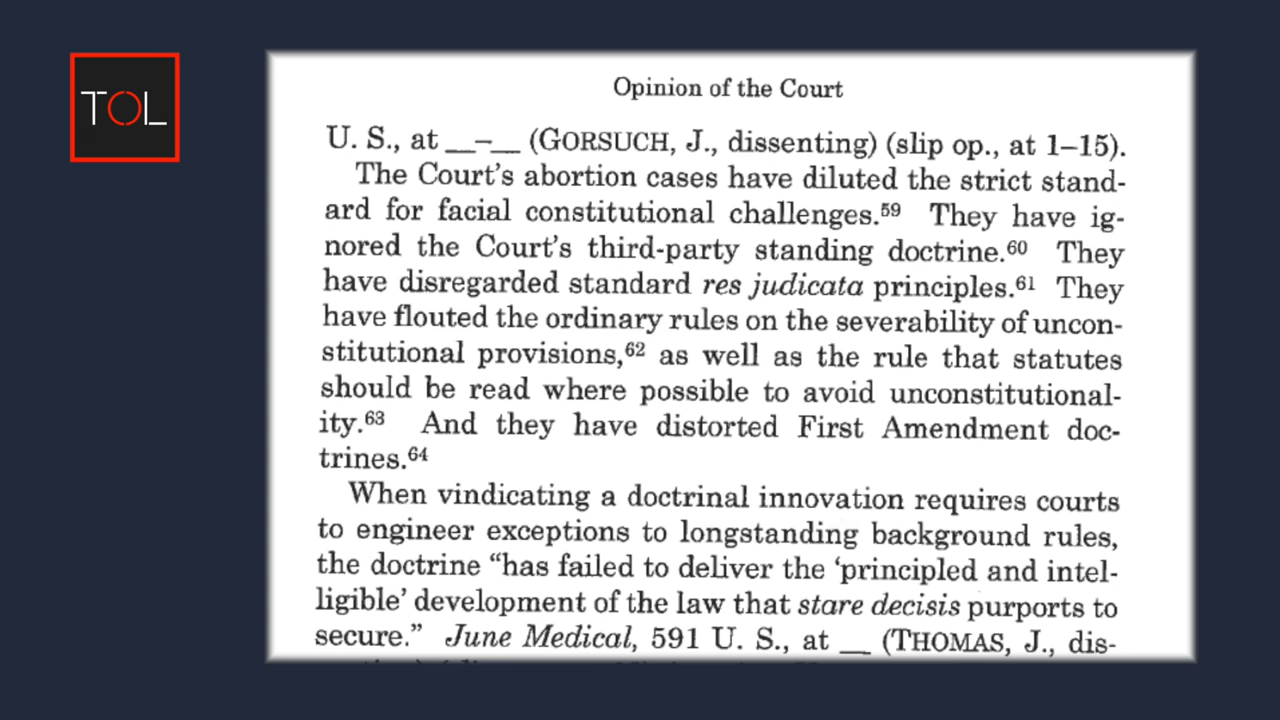 TOL
Opinion of the Court
U. S., at __–__ (GORSUCH, J., dissenting) (slip op., at 1–15).
The Court's abortion cases have diluted the strict stand-
ard for facial constitutional challenges.⁵⁹ They have ig-
nored the Court's third-party standing doctrine.⁶⁰ They
have disregarded standard res judicata principles.⁶¹ They
have flouted the ordinary rules on the severability of uncon-
stitutional provisions,⁶² as well as the rule that statutes
should be read where possible to avoid unconstitutional-
ity.⁶³ And they have distorted First Amendment doc-
trines.⁶⁴
When vindicating a doctrinal innovation requires courts
to engineer exceptions to longstanding background rules,
the doctrine “has failed to deliver the ‘principled and intel-
ligible’ development of the law that stare decisis purports to
secure.” June Medical, 591 U. S., at __ (THOMAS, J., dis-